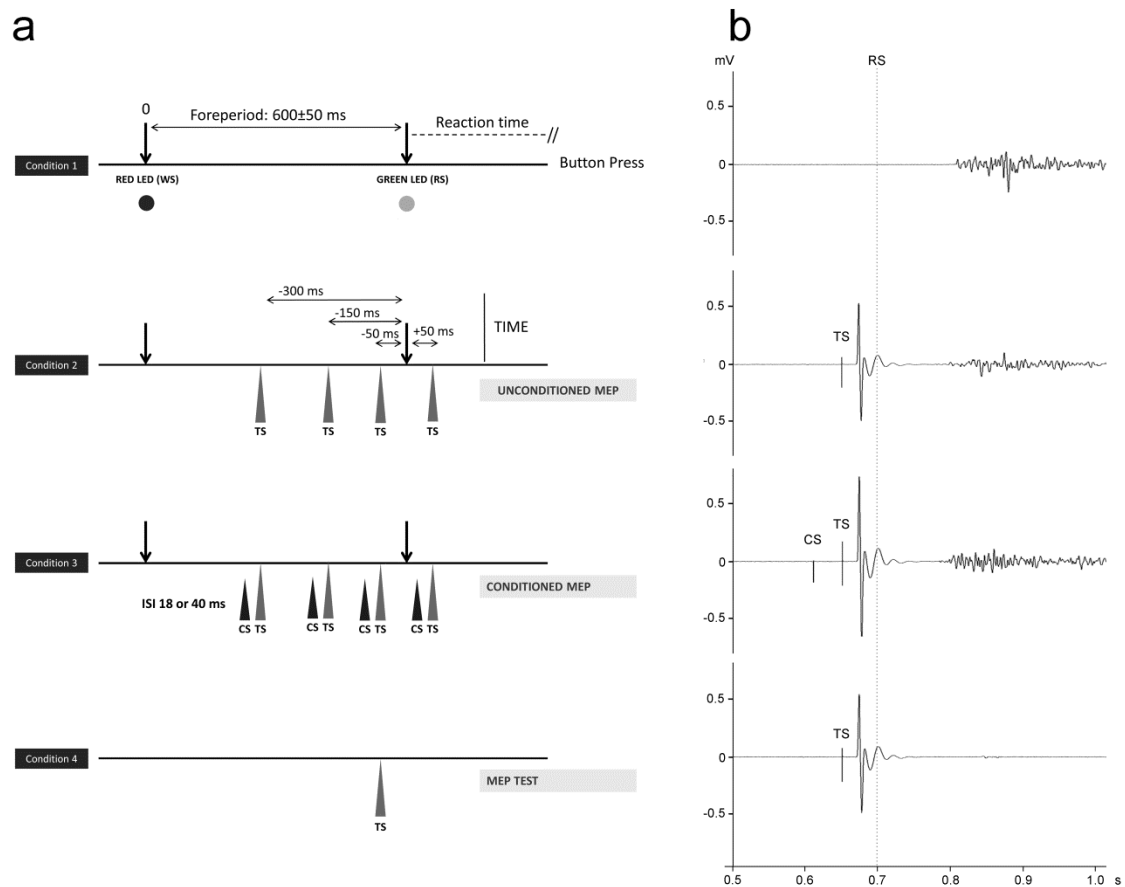 a
0
Foreperiod: 600±50 ms
Reaction time
//
Condition 1
Button Press
RED LED (WS)
GREEN LED (RS)
-300 ms
-150 ms
-50 ms
+50 ms
TIME
Condition 2
UNCONDITIONED MEP
TS TS TS TS
Condition 3
CONDITIONED MEP
ISI 18 or 40 ms
CS TS CS TS CS TS CS TS
Condition 4
MEP TEST
TS
b
mV
RS
0.5
0
-0.5
0.5
TS
0
-0.5
0.5
TS
CS
0
-0.5
0.5
TS
0
-0.5
0.5 0.6 0.7 0.8 0.9 1.0 s